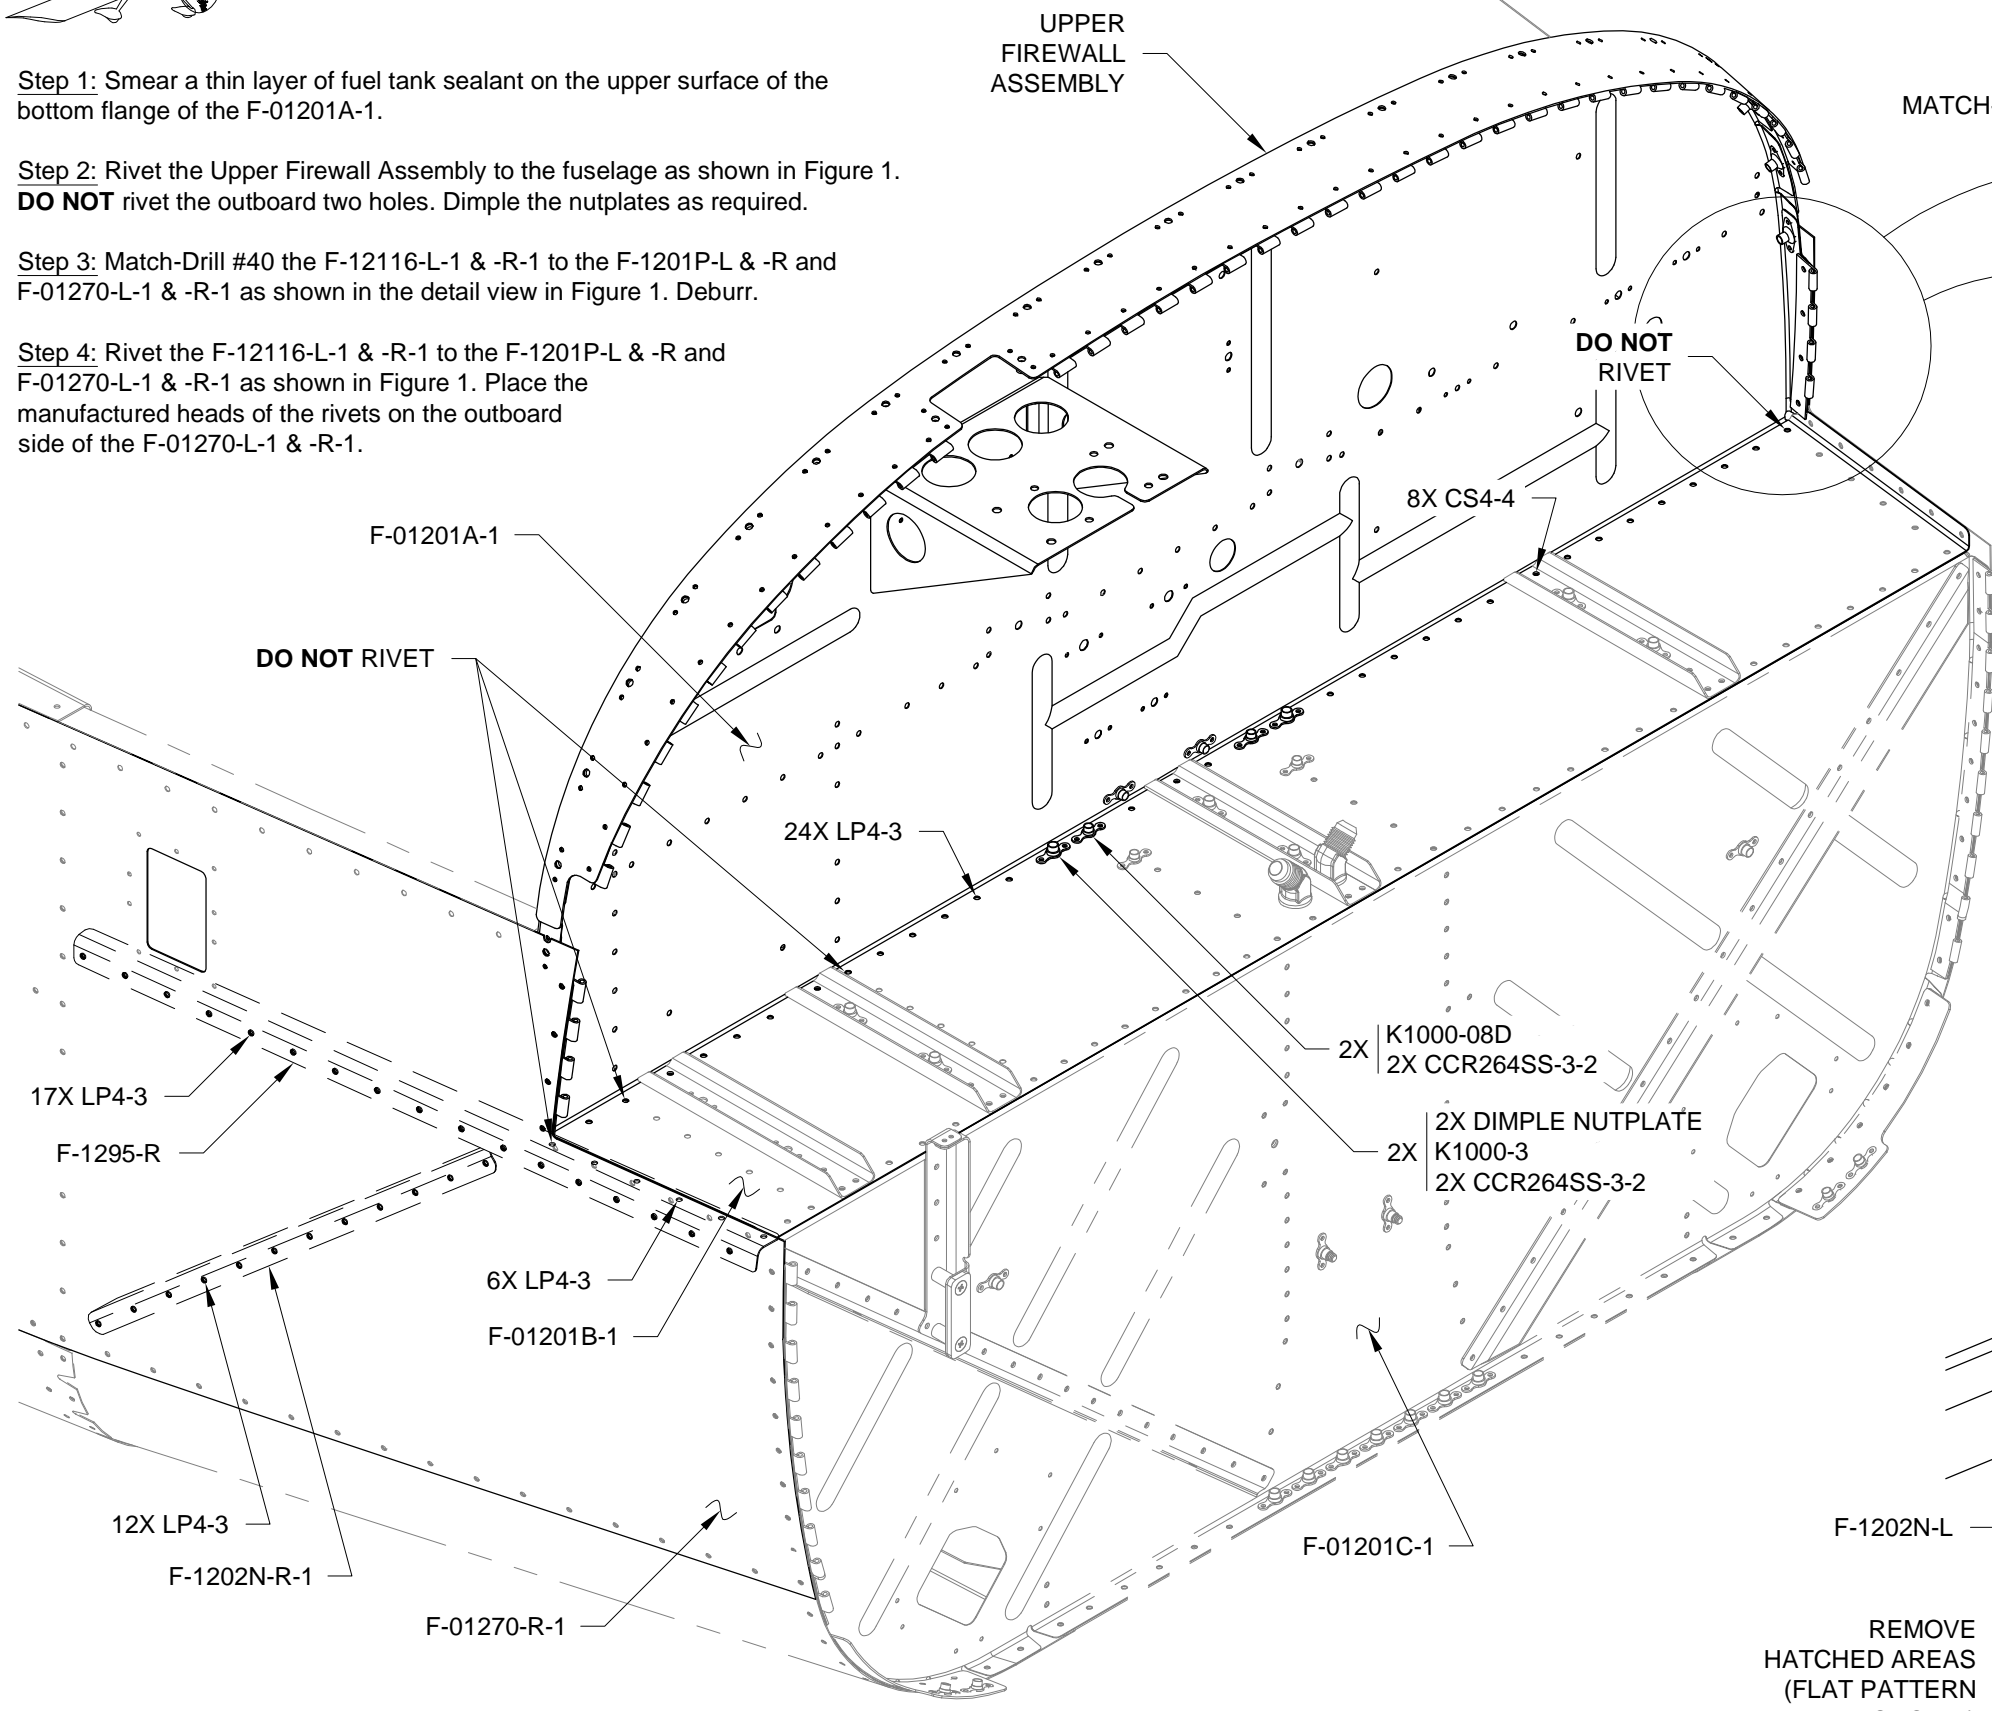 Step 1: Smear a thin layer of fuel tank sealant on the upper surface of the
bottom flange of the F-01201A-1.
Step 2: Rivet the Upper Firewall Assembly to the fuselage as shown in Figure 1.
DO NOT rivet the outboard two holes. Dimple the nutplates as required.
Step 3: Match-Drill #40 the F-12116-L-1 & -R-1 to the F-1201P-L & -R and
F-01270-L-1 & -R-1 as shown in the detail view in Figure 1. Deburr.
Step 4: Rivet the F-12116-L-1 & -R-1 to the F-1201P-L & -R and
F-01270-L-1 & -R-1 as shown in Figure 1. Place the
manufactured heads of the rivets on the outboard
side of the F-01270-L-1 & -R-1.
UPPER
FIREWALL
ASSEMBLY
MATCH-
DO NOT
RIVET
8X CS4-4
F-01201A-1
DO NOT RIVET
24X LP4-3
2X
K1000-08D
2X CCR264SS-3-2
2X
2X DIMPLE NUTPLATE
K1000-3
2X CCR264SS-3-2
17X LP4-3
F-1295-R
6X LP4-3
F-01201B-1
12X LP4-3
F-1202N-R-1
F-01270-R-1
F-01201C-1
F-1202N-L
REMOVE
HATCHED AREAS
(FLAT PATTERN